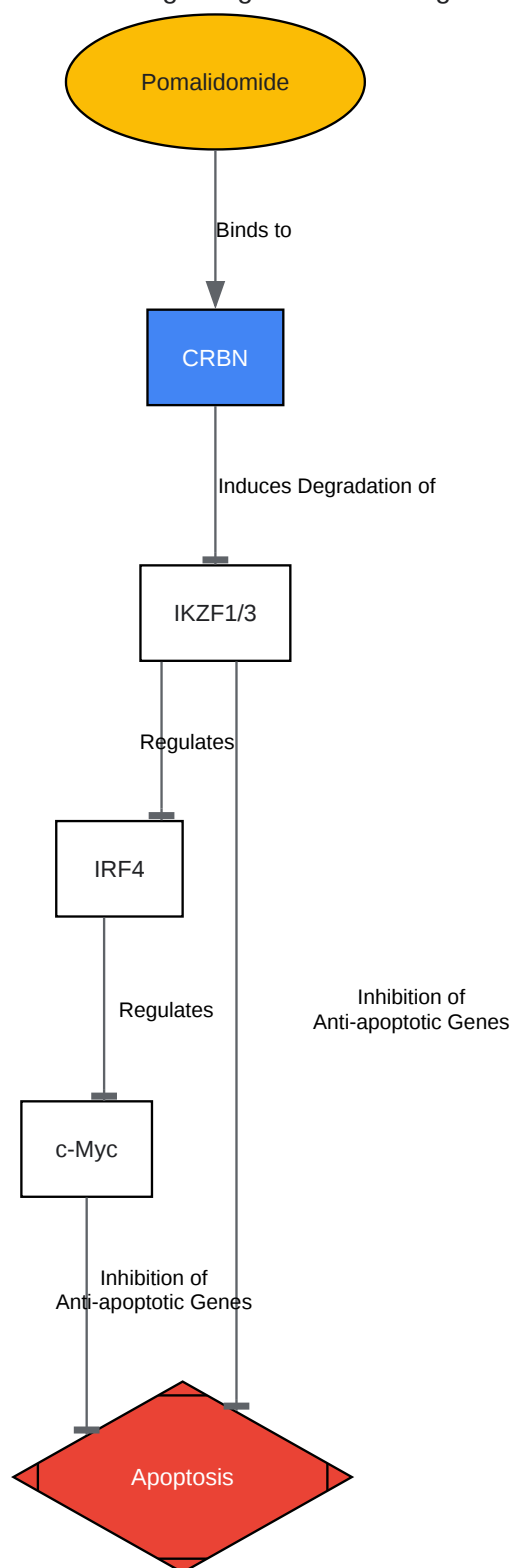 Pomalidomide
Binds to
CRBN
Induces Degradation of
IKZF1/3
Regulates
IRF4
Regulates
Inhibition of
Anti-apoptotic Genes
c-Myc
Inhibition of
Anti-apoptotic Genes
Apoptosis